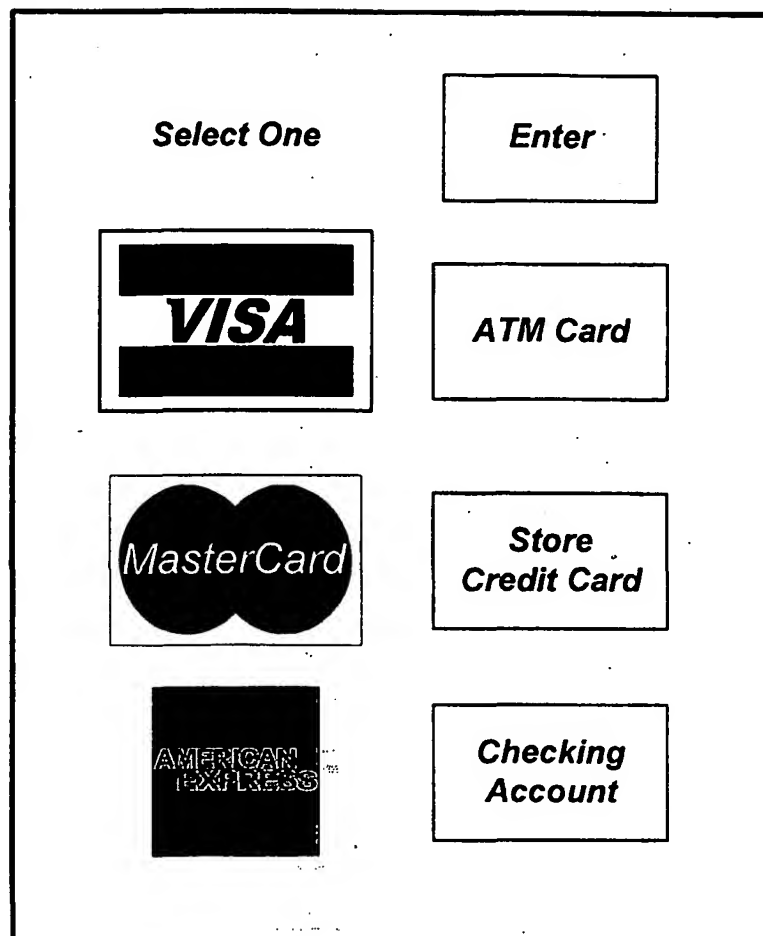 Select One
Enter
VISA
ATM Card
MasterCard
Store
Credit Card
AMERICAN
EXPRESS
Checking
Account